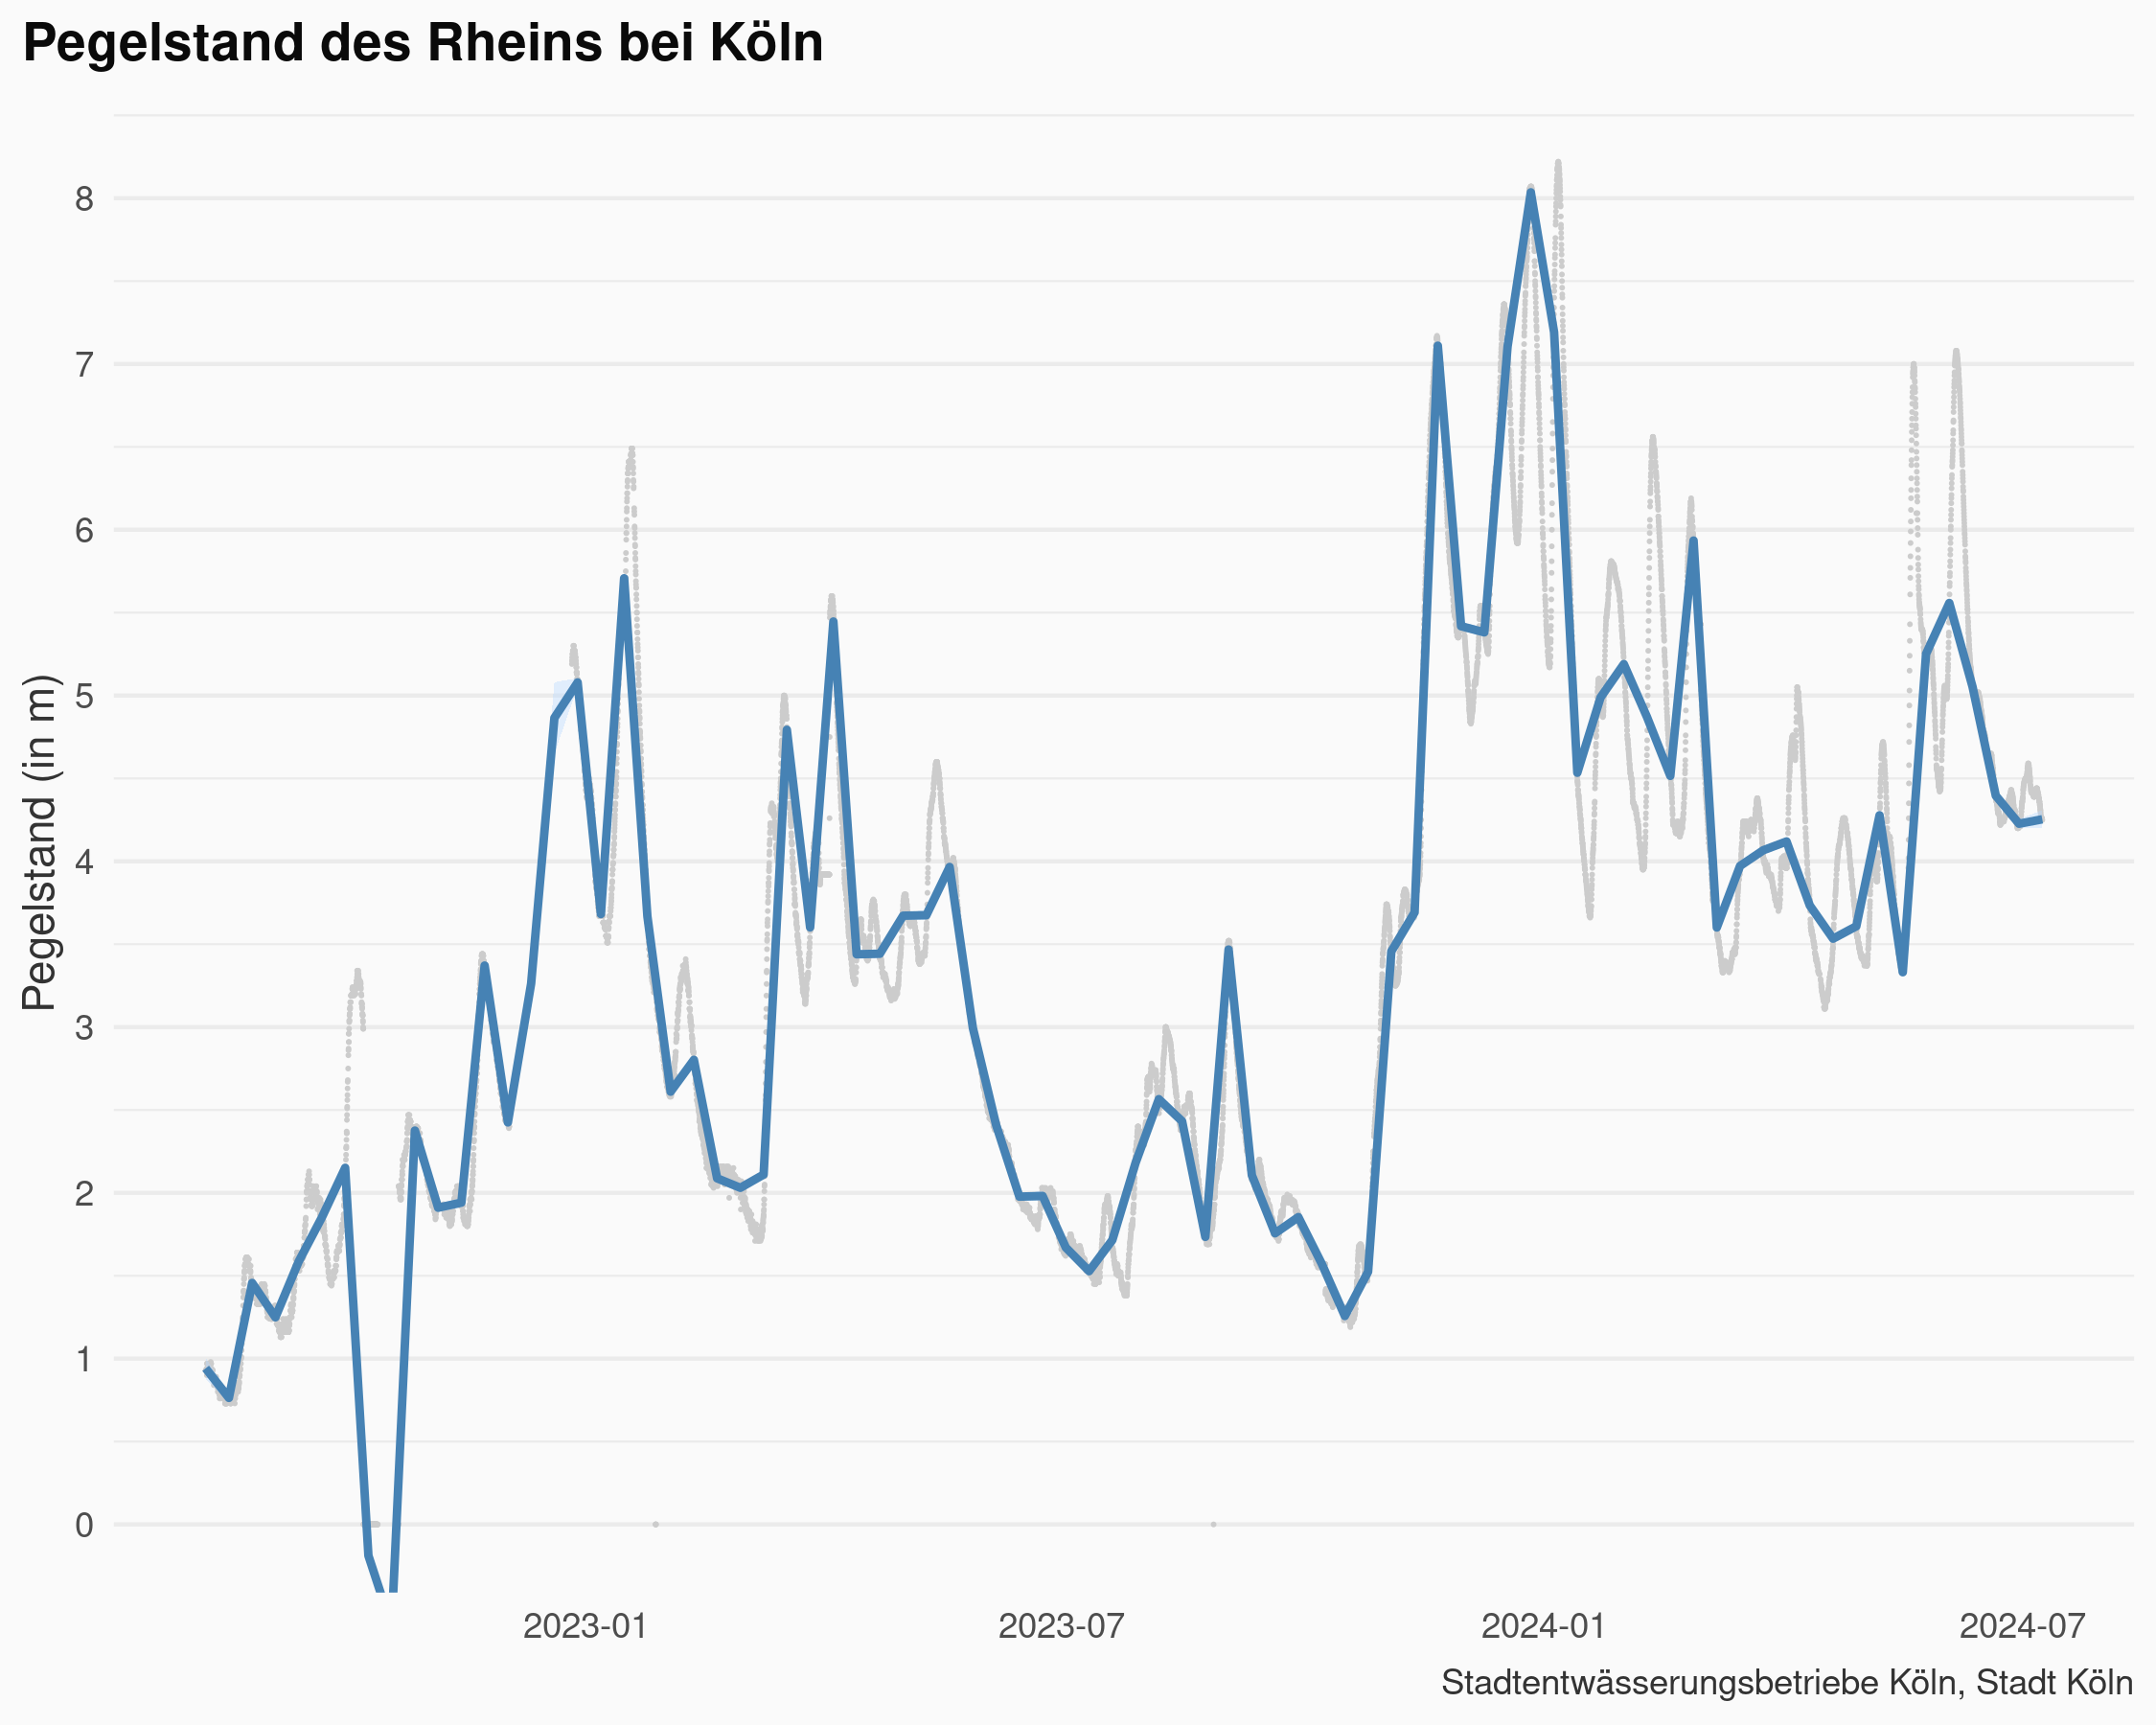 Pegelstand des Rheins bei Köln
Pegelstand (in m)
8
7
6
5
4
3
2
1
0
2023-01 2023-07 2024-01 2024-07
Stadtentwässerungsbetriebe Köln, Stadt Köln